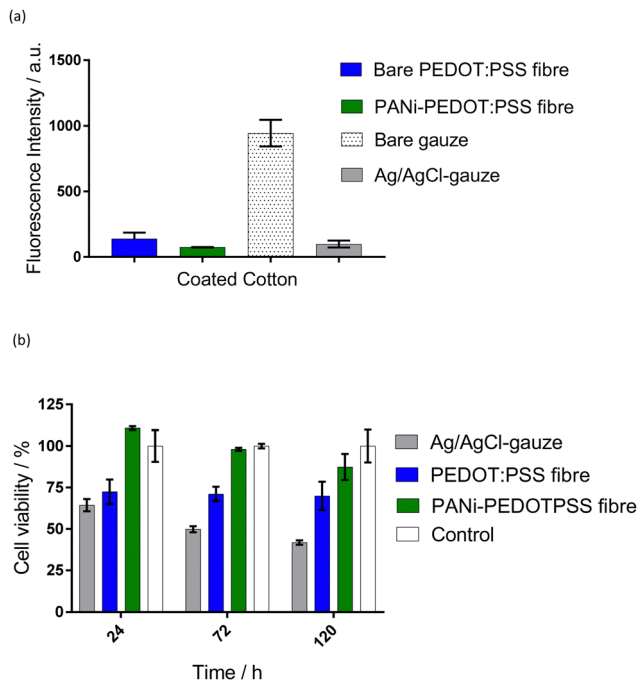 (a)
1500
1000
500
0
Fluorescence Intensity / a.u.
Coated Cotton
Bare PEDOT:PSS fibre
PANi-PEDOT:PSS fibre
Bare gauze
Ag/AgCl-gauze
(b)
125
100
75
50
25
0
Cell viability / %
24
72
120
Time / h
Ag/AgCl-gauze
PEDOT:PSS fibre
PANi-PEDOTPSS fibre
Control